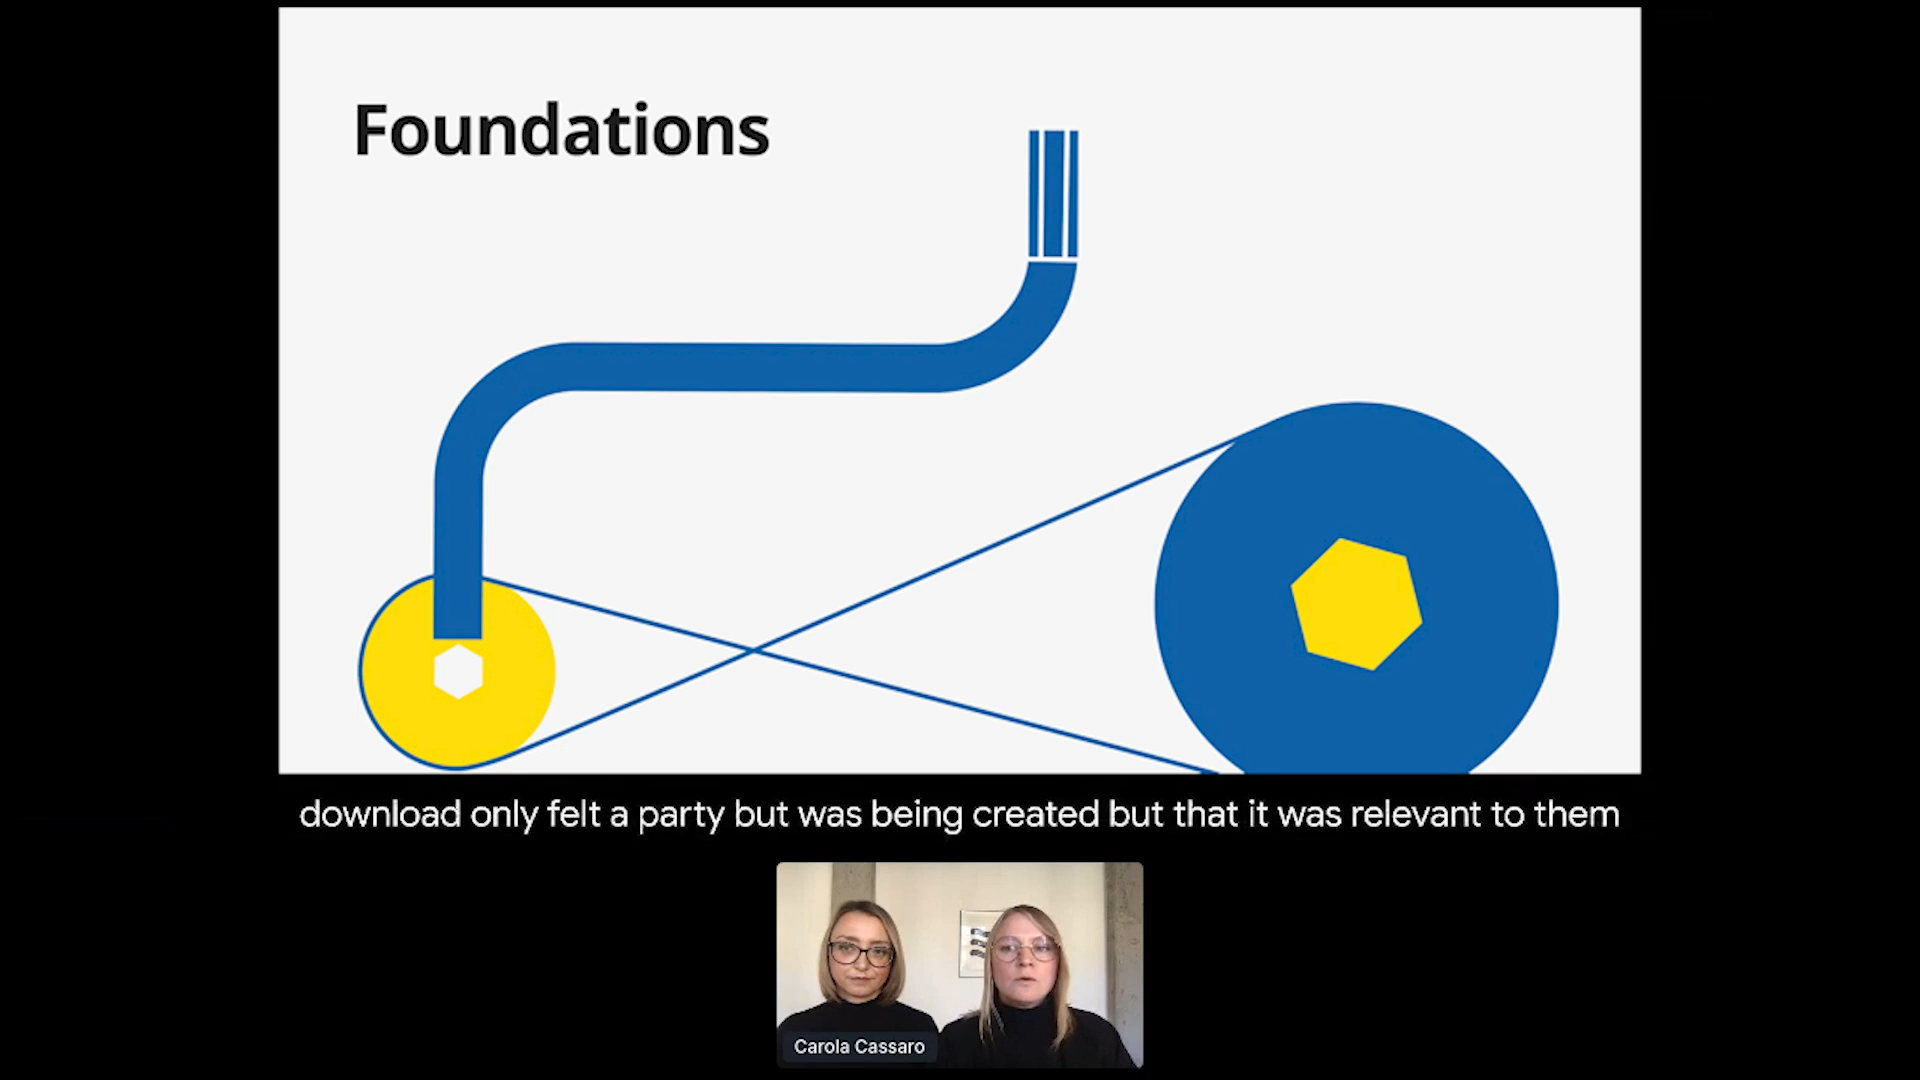 Foundations
download only felt a party but was being created but that it was relevant to them
Carola Cassaro